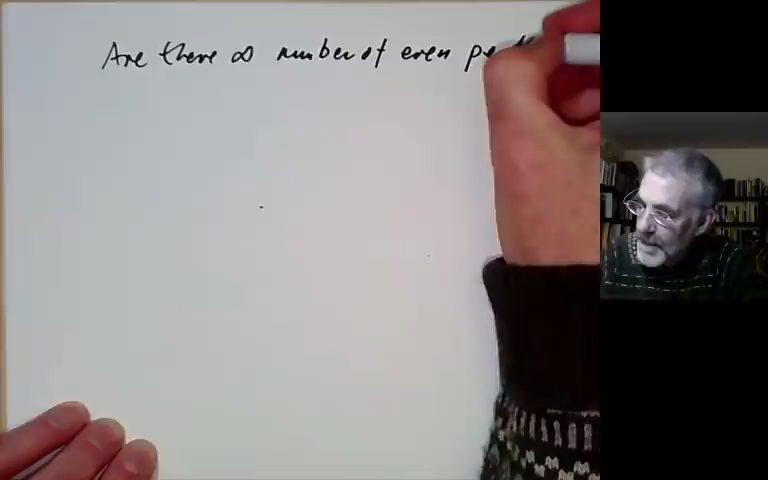 Are there ∞ number of even